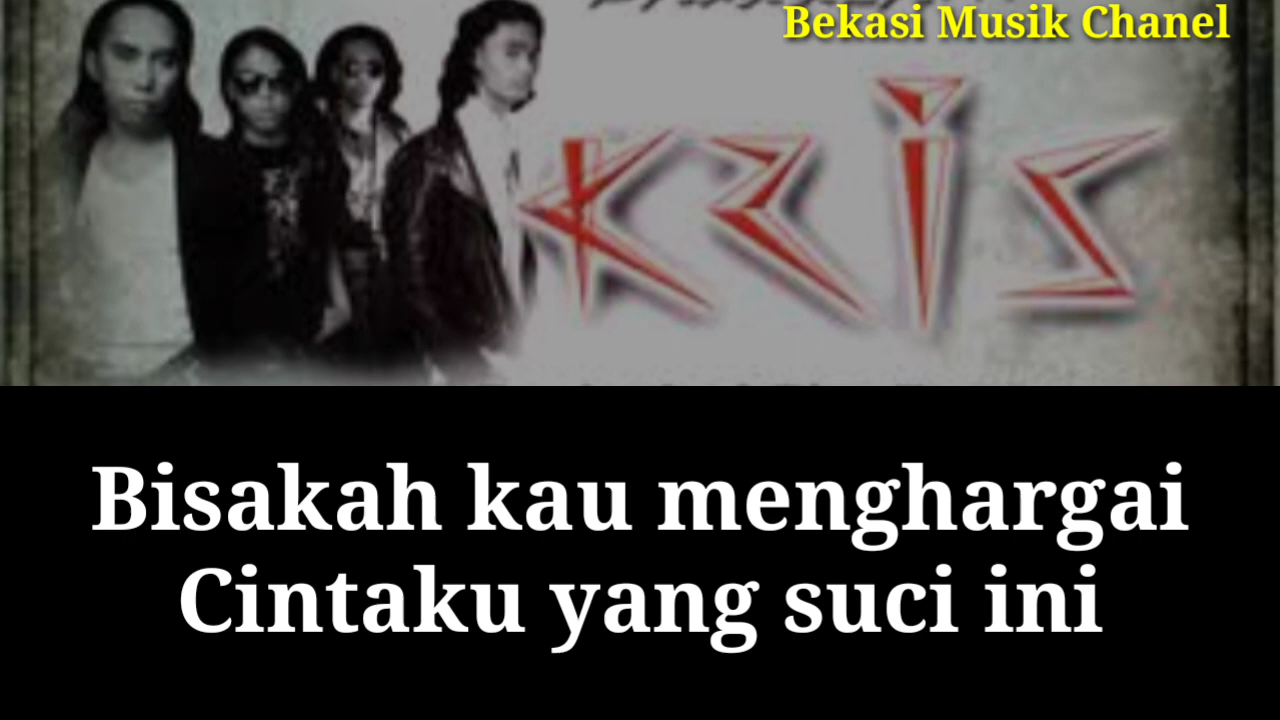 Bekasi Musik Chanel
KRIS
Bisakah kau menghargai
Cintaku yang suci ini